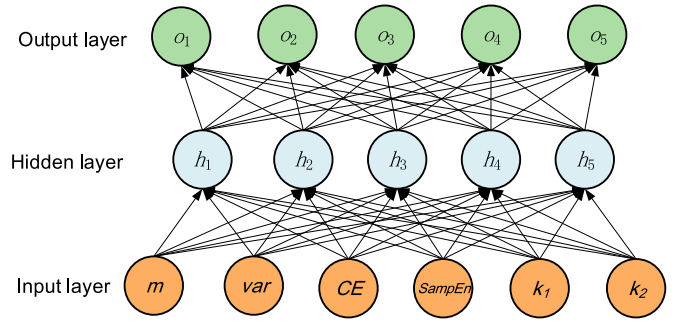 Output layer o₁ o₂ o₃ o₄ o₅
Hidden layer h₁ h₂ h₃ h₄ h₅
Input layer m var CE SampEn k₁ k₂